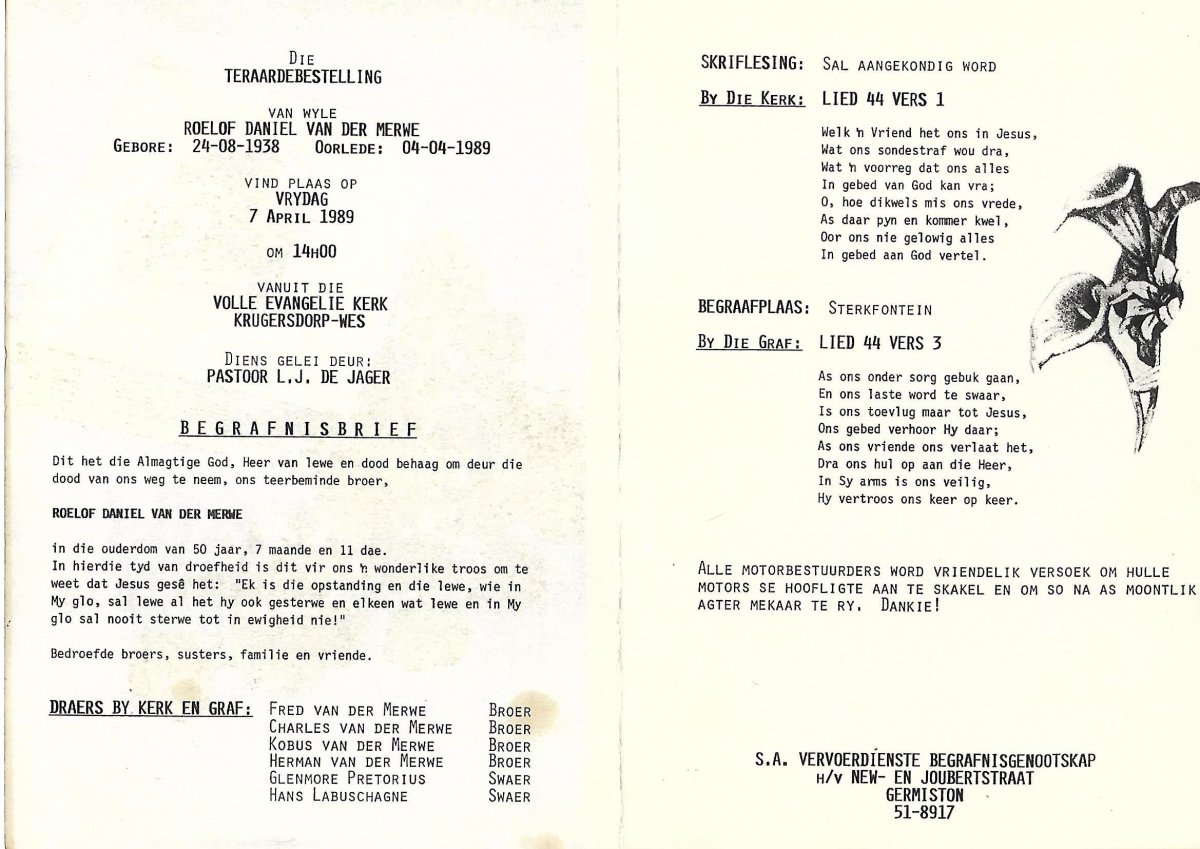 Die
TERAARDEBESTELLING
VAN WYLE
ROELOF DANIEL VAN DER MERWE
GEBORE: 24-08-1938 OORLEDE: 04-04-1989
VIND PLAAS OP
VRYDAG
7 APRIL 1989
OM 14H00
VANUIT DIE
VOLLE EVANGELIE KERK
KRUGERSDORP-WES
DIENS GELEI DEUR:
PASTOOR L.J. DE JAGER
BEGRAFNISBRIEF
Dit het die Almagtige God, Heer van lewe en dood behaag om deur die
dood van ons weg te neem, ons teerbeminde broer,
ROELOF DANIEL VAN DER MERWE
in die ouderdom van 50 jaar, 7 maande en 11 dae.
In hierdie tyd van droefheid is dit vir ons 'n wonderlike troos om te
weet dat Jesus gesê het: "Ek is die opstanding en die lewe, wie in
My glo, sal lewe al het hy ook gesterwe en elkeen wat lewe en in My
glo sal nooit sterwe tot in ewigheid nie!"
Bedroefde broers, susters, familie en vriende.
DRAERS BY KERK EN GRAF: FRED VAN DER MERWE BROER
CHARLES VAN DER MERWE BROER
KOBUS VAN DER MERWE BROER
HERMAN VAN DER MERWE BROER
GLENMORE PRETORIUS SWAER
HANS LABUSCHAGNE SWAER
SKRIFLESING: SAL AANGEKONDIG WORD
BY DIE KERK: LIED 44 VERS 1
Welk 'n Vriend het ons in Jesus,
Wat ons sondestraf wou dra,
Wat 'n voorreg dat ons alles
In gebed van God kan vra;
O, hoe dikwels mis ons vrede,
As daar pyn en kommer kwel,
Oor ons nie gelowig alles
In gebed aan God vertel.
BEGRAAFPLAAS: STERKFONTEIN
BY DIE GRAF: LIED 44 VERS 3
As ons onder sorg gebuk gaan,
En ons laste word te swaar,
Is ons toevlug maar tot Jesus,
Ons gebed verhoor Hy daar;
As ons vriende ons verlaat het,
Dra ons hul op aan die Heer,
In Sy arms is ons veilig,
Hy vertroos ons keer op keer.
ALLE MOTORBESTUURDERS WORD VRIENDELIK VERSOEK OM HULLE
MOTORS SE HOOFLIGTE AAN TE SKAKEL EN OM SO NA AS MOONTLIK
AGTER MEKAAR TE RY. DANKIE!
S.A. VERVOERDIENSTE BEGRAFNISGENOOTSKAP
H/V NEW- EN JOUBERTSTRAAT
GERMISTON
51-8917